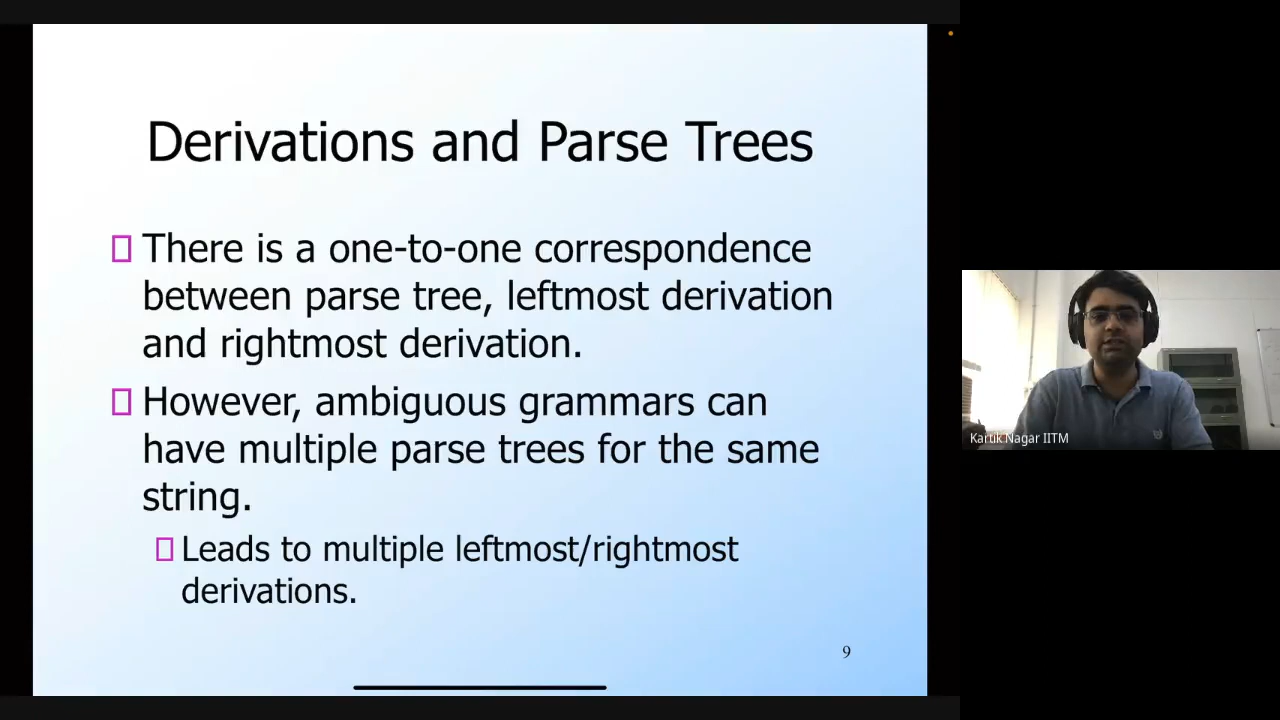 Derivations and Parse Trees
There is a one-to-one correspondence
between parse tree, leftmost derivation
and rightmost derivation.
However, ambiguous grammars can
have multiple parse trees for the same
string.
Leads to multiple leftmost/rightmost
derivations.
9
Kartik Nagar IITM